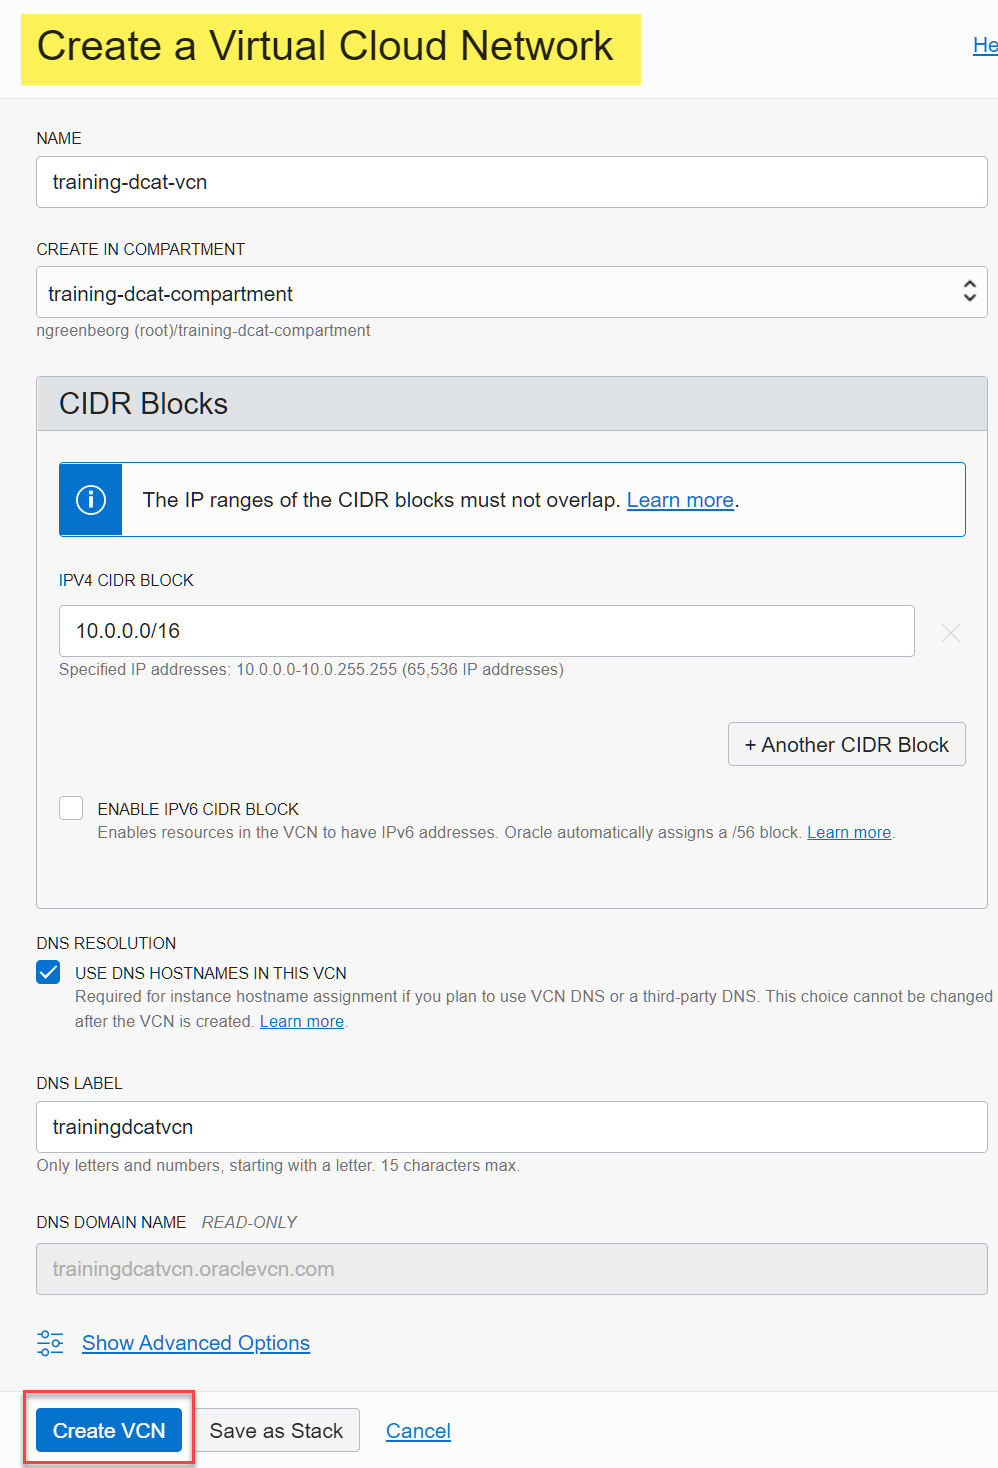 Create a Virtual Cloud Network
He
NAME
training-dcat-vcn
CREATE IN COMPARTMENT
training-dcat-compartment
ngreenbeorg (root)/training-dcat-compartment
CIDR Blocks
The IP ranges of the CIDR blocks must not overlap. Learn more.
IPV4 CIDR BLOCK
10.0.0.0/16
Specified IP addresses: 10.0.0.0-10.0.255.255 (65,536 IP addresses)
+ Another CIDR Block
ENABLE IPV6 CIDR BLOCK
Enables resources in the VCN to have IPv6 addresses. Oracle automatically assigns a /56 block. Learn more.
DNS RESOLUTION
USE DNS HOSTNAMES IN THIS VCN
Required for instance hostname assignment if you plan to use VCN DNS or a third-party DNS. This choice cannot be changed
after the VCN is created. Learn more.
DNS LABEL
trainingdcatvcn
Only letters and numbers, starting with a letter. 15 characters max.
DNS DOMAIN NAME READ-ONLY
trainingdcatvcn.oraclevcn.com
Show Advanced Options
Create VCN Save as Stack Cancel